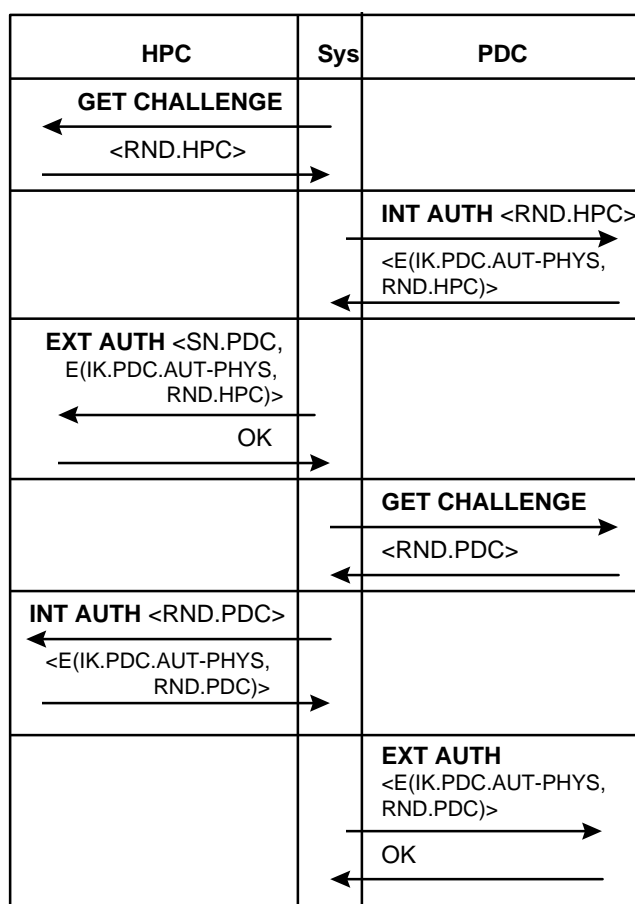 HPC Sys PDC
GET CHALLENGE
<RND.HPC>
INT AUTH <RND.HPC>
<E(IK.PDC.AUT-PHYS,
RND.HPC)>
EXT AUTH <SN.PDC,
E(IK.PDC.AUT-PHYS,
RND.HPC)>
OK
GET CHALLENGE
<RND.PDC>
INT AUTH <RND.PDC>
<E(IK.PDC.AUT-PHYS,
RND.PDC)>
EXT AUTH
<E(IK.PDC.AUT-PHYS,
RND.PDC)>
OK